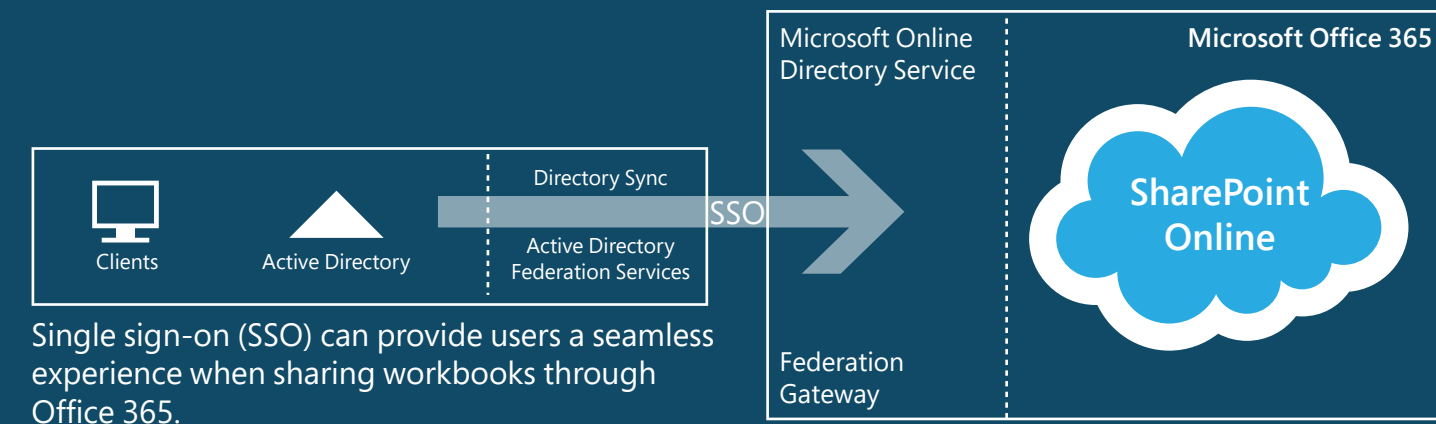 Clients
Active Directory
Directory Sync
Active Directory
Federation Services
SSO
Single sign-on (SSO) can provide users a seamless
experience when sharing workbooks through
Office 365.
Microsoft Online
Directory Service
Federation
Gateway
Microsoft Office 365
SharePoint
Online